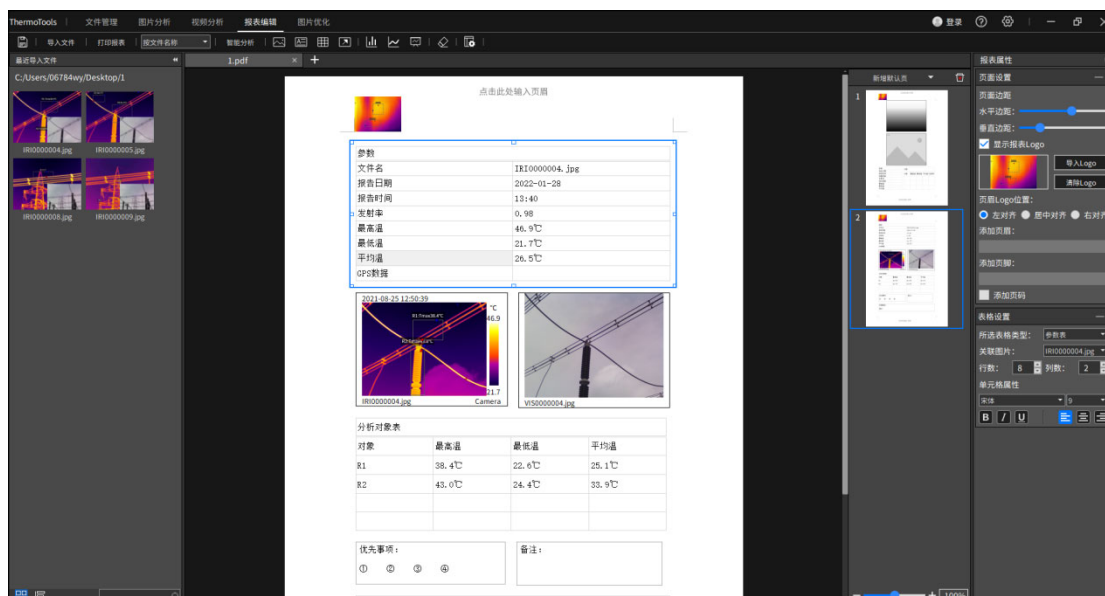 ThermoTools 文件管理 图片分析 视频分析 报表编辑 图片优化 登录
导入文件 打印报表 按文件名称 智能分析
最近导入文件
C:/Users/06784wy/Desktop/1
IRI0000004.jpg IRI0000005.jpg
IRI0000008.jpg IRI0000009.jpg
1.pdf
点击此处输入页眉
参数
文件名 IRI0000004.jpg
报告日期 2022-01-28
报告时间 13:40
发射率 0.98
最高温 46.9℃
最低温 21.7℃
平均温 26.5℃
GPS数据
2021-08-25 12:50:39
℃
46.9
21.7
IRI0000004.jpg Camera
VIS0000004.jpg
分析对象表
对象 最高温 最低温 平均温
R1 38.4℃ 22.6℃ 25.1℃
R2 43.0℃ 24.4℃ 33.9℃
优先事项： 备注：
① ② ③ ④
新增默认页
1
2
100%
报表属性
页面设置
页面边距
水平边距：
垂直边距：
显示报表Logo
导入Logo
清除Logo
页眉Logo位置：
左对齐 居中对齐 右对齐
添加页眉：
添加页脚：
添加页码
表格设置
所选表格类型： 参数表
关联图片： IRI0000004.jpg
行数： 8 列数： 2
单元格属性
宋体 9
B I U